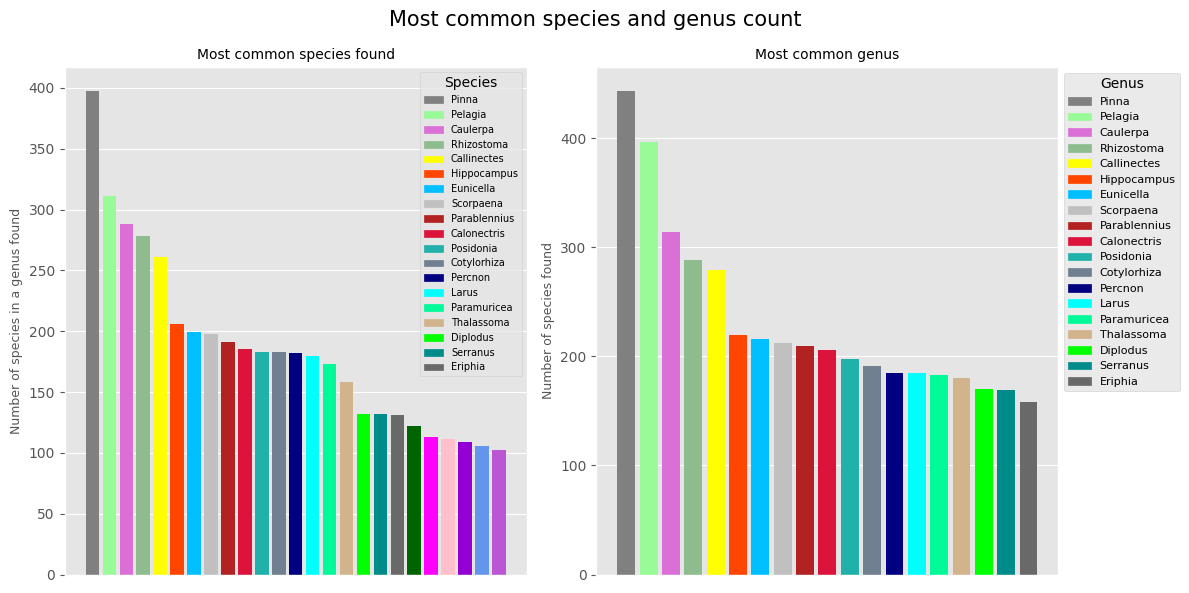 Most common species and genus count
Most common species found
Number of species in a genus found
400
350
300
250
200
150
100
50
0
Species
Pinna
Pelagia
Caulerpa
Rhizostoma
Callinectes
Hippocampus
Eunicella
Scorpaena
Parablennius
Calonectris
Posidonia
Cotylorhiza
Percnon
Larus
Paramuricea
Thalassoma
Diplodus
Serranus
Eriphia
Most common genus
Number of species found
400
300
200
100
0
Genus
Pinna
Pelagia
Caulerpa
Rhizostoma
Callinectes
Hippocampus
Eunicella
Scorpaena
Parablennius
Calonectris
Posidonia
Cotylorhiza
Percnon
Larus
Paramuricea
Thalassoma
Diplodus
Serranus
Eriphia